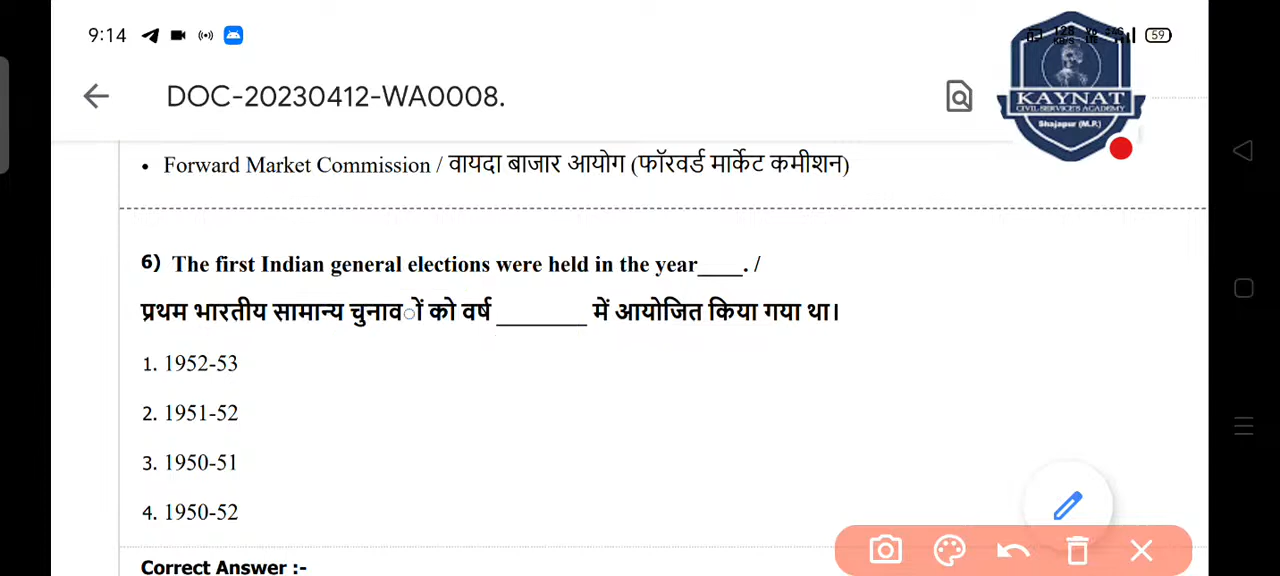 9:14
59
DOC-20230412-WA0008.
KAYNAT
CIVIL SERVICES ACADEMY
Shajapur (M.P.)
• Forward Market Commission / वायदा बाजार आयोग (फॉरवर्ड मार्केट कमीशन)
6) The first Indian general elections were held in the year____. /
प्रथम भारतीय सामान्य चुनावों को वर्ष _______ में आयोजित किया गया था।
1. 1952-53
2. 1951-52
3. 1950-51
4. 1950-52
Correct Answer :-